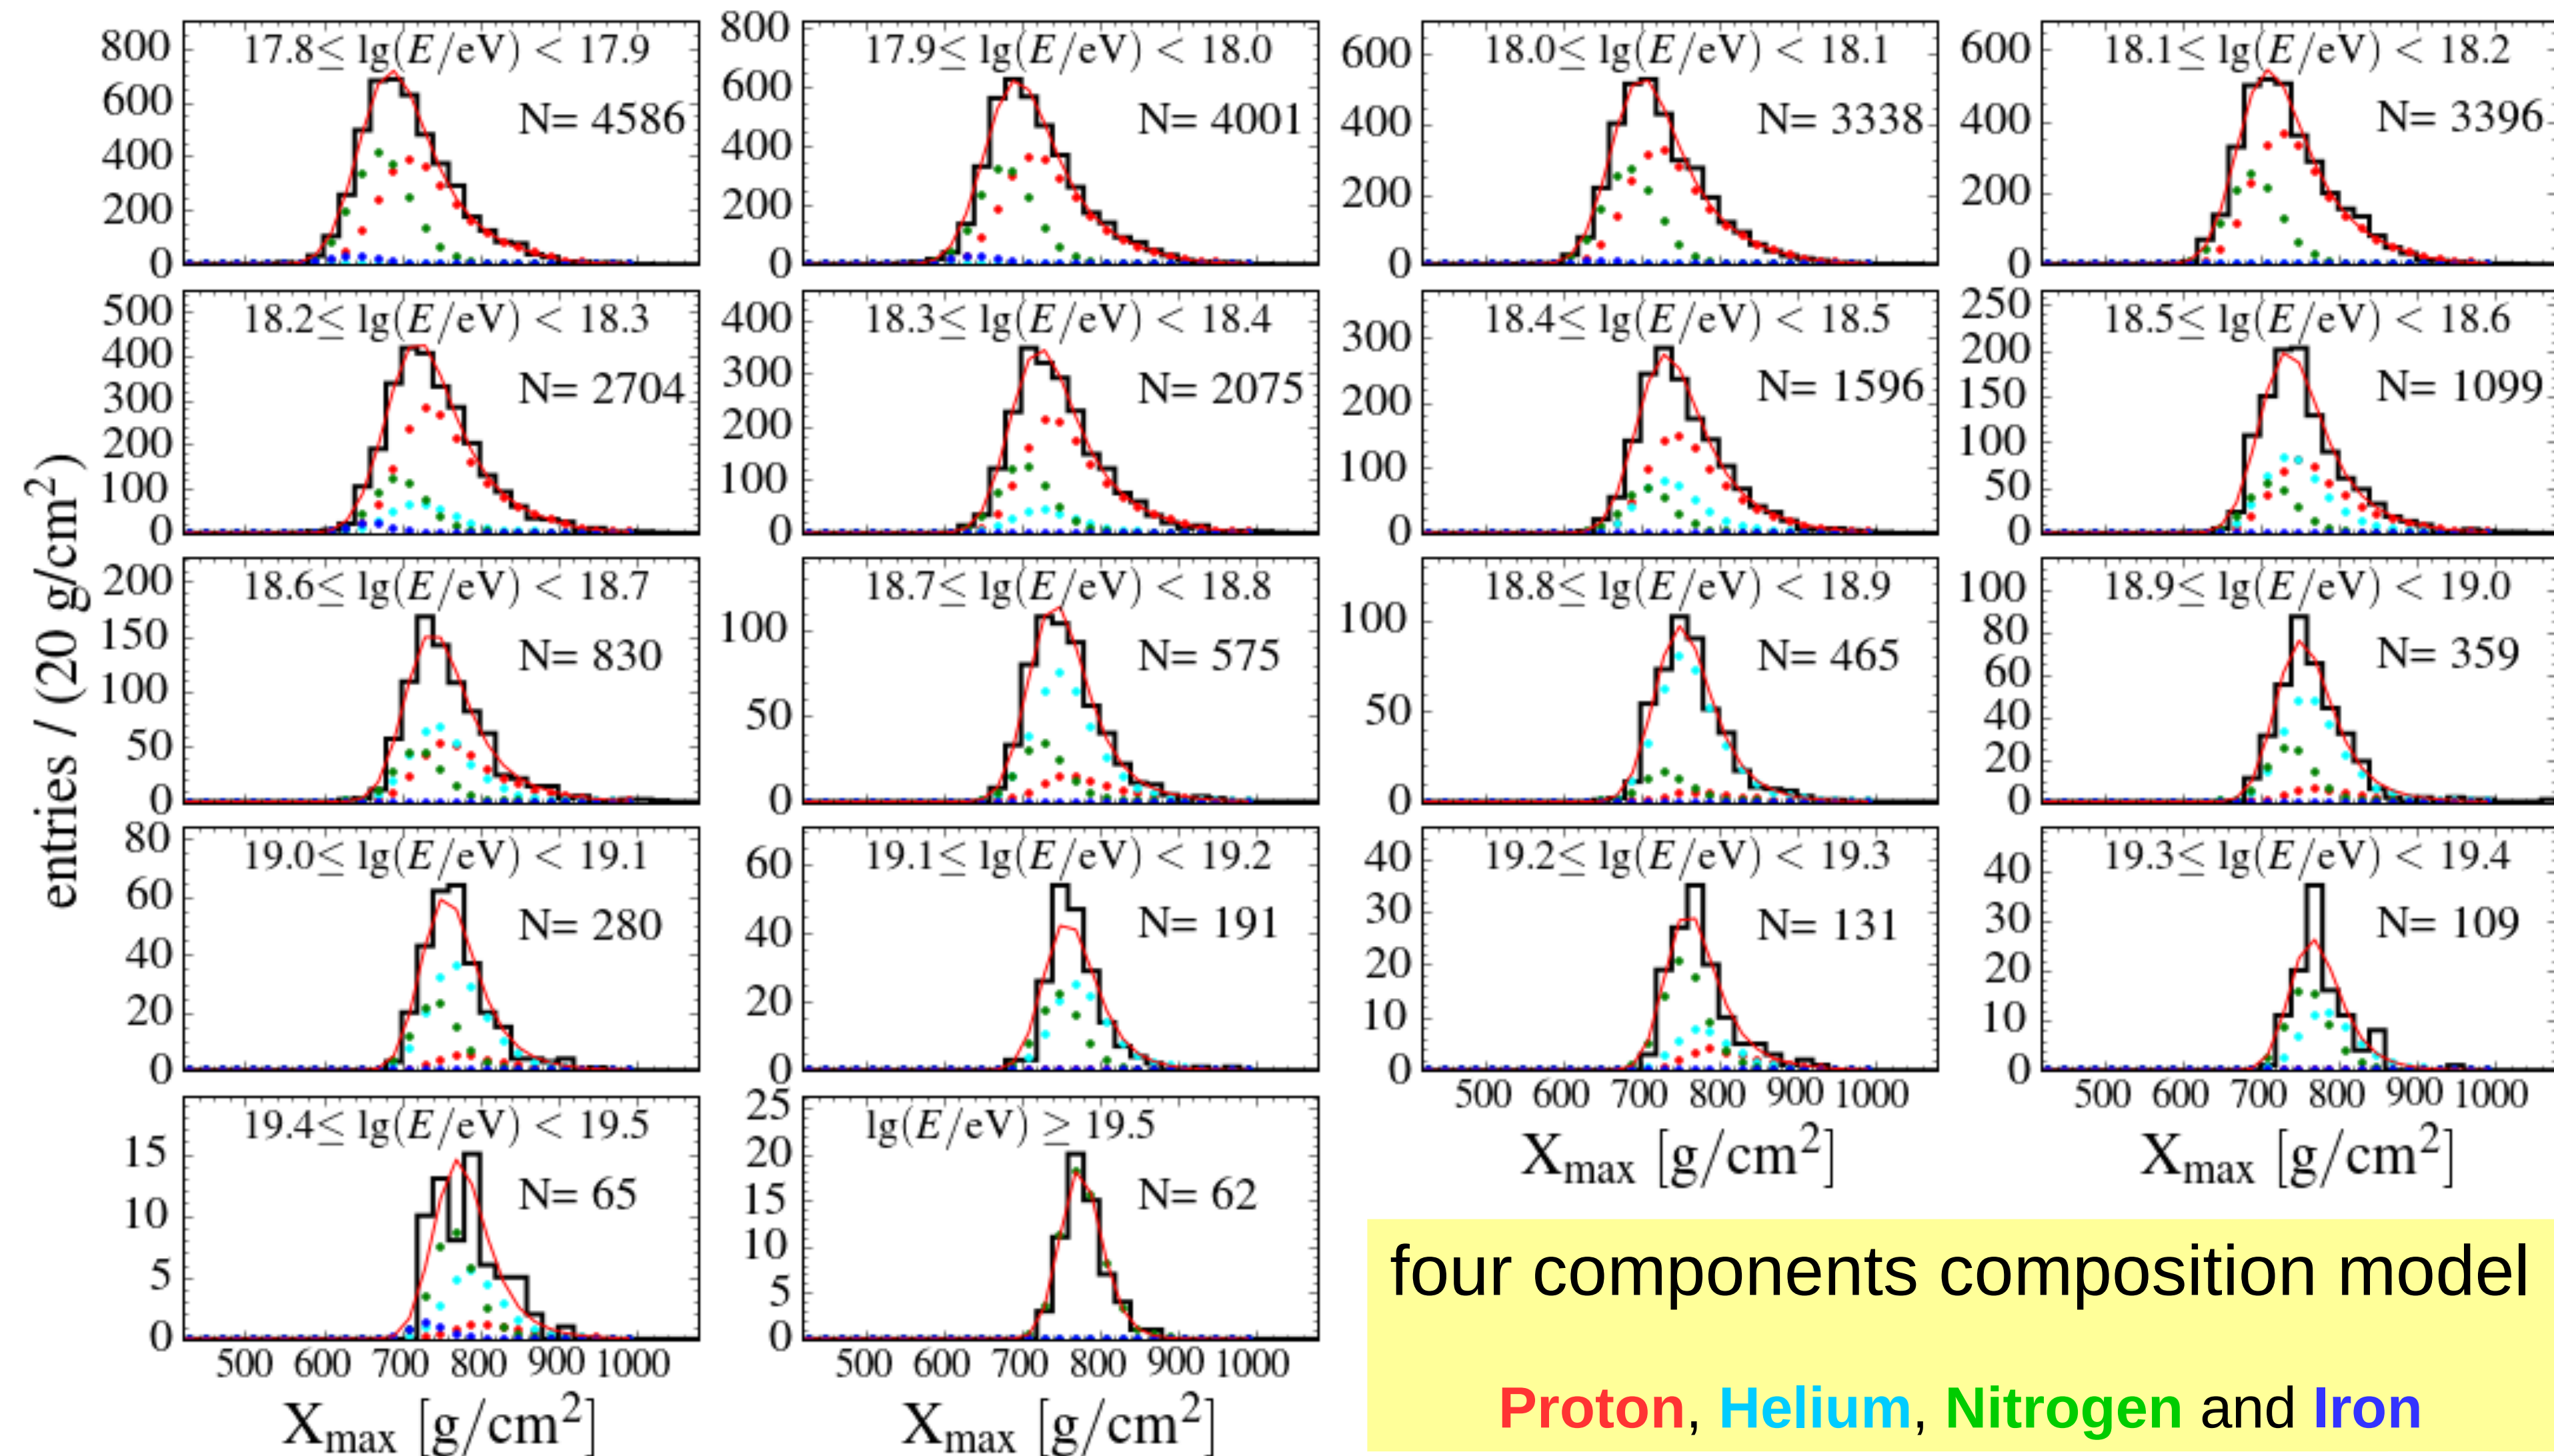 entries / (20 g/cm²)
17.8≤ lg(E/eV) < 17.9
N= 4586
800
600
400
200
0
17.9≤ lg(E/eV) < 18.0
N= 4001
800
600
400
200
0
18.0≤ lg(E/eV) < 18.1
N= 3338
600
400
200
0
18.1≤ lg(E/eV) < 18.2
N= 3396
600
400
200
0
18.2≤ lg(E/eV) < 18.3
N= 2704
500
400
300
200
100
0
18.3≤ lg(E/eV) < 18.4
N= 2075
400
300
200
100
0
18.4≤ lg(E/eV) < 18.5
N= 1596
300
200
100
0
18.5≤ lg(E/eV) < 18.6
N= 1099
250
200
150
100
50
0
18.6≤ lg(E/eV) < 18.7
N= 830
200
150
100
50
0
18.7≤ lg(E/eV) < 18.8
N= 575
100
50
0
18.8≤ lg(E/eV) < 18.9
N= 465
100
50
0
18.9≤ lg(E/eV) < 19.0
N= 359
100
80
60
40
20
0
19.0≤ lg(E/eV) < 19.1
N= 280
80
60
40
20
0
19.1≤ lg(E/eV) < 19.2
N= 191
60
40
20
0
19.2≤ lg(E/eV) < 19.3
N= 131
40
30
20
10
0
500 600 700 800 900 1000
X_max [g/cm²]
19.3≤ lg(E/eV) < 19.4
N= 109
40
30
20
10
0
500 600 700 800 900 1000
X_max [g/cm²]
19.4≤ lg(E/eV) < 19.5
N= 65
15
10
5
0
500 600 700 800 900 1000
X_max [g/cm²]
lg(E/eV) ≥ 19.5
N= 62
25
20
15
10
5
0
500 600 700 800 900 1000
X_max [g/cm²]
four components composition model
Proton, Helium, Nitrogen and Iron